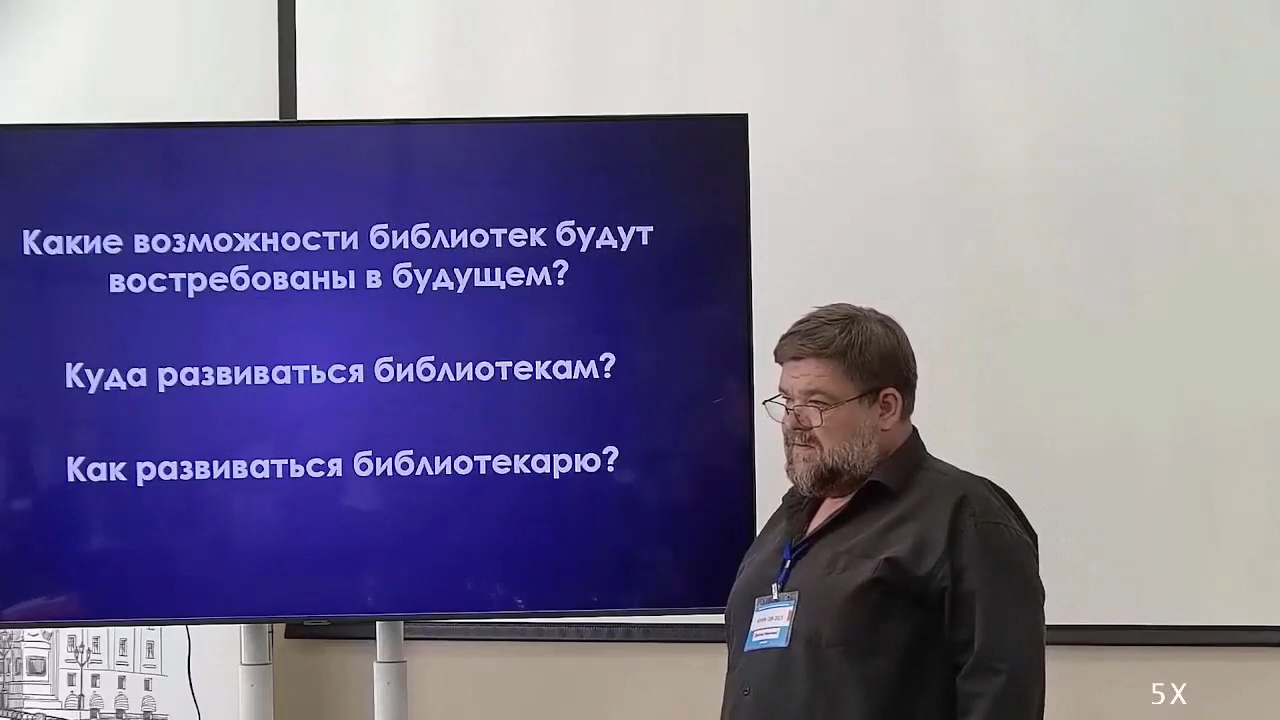 Какие возможности библиотек будут
востребованы в будущем?
Куда развиваться библиотекам?
Как развиваться библиотекарю?
5X